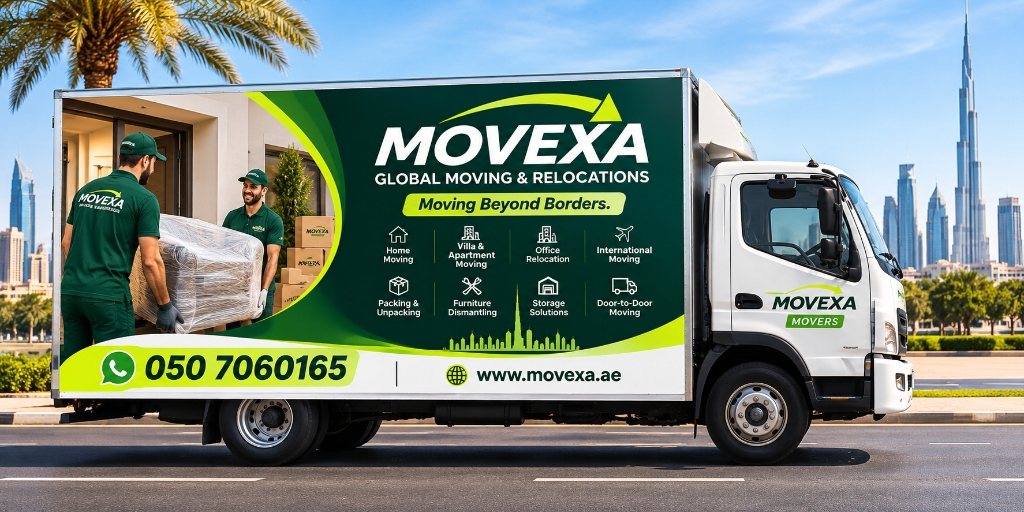 MOVEXA
GLOBAL MOVING & RELOCATIONS
Moving Beyond Borders.
Home
Moving
Villa &
Apartment
Moving
Office
Relocation
International
Moving
Packing &
Unpacking
Furniture
Dismantling
Storage
Solutions
Door-to-Door
Moving
050 7060165
www.movexa.ae
MOVEXA
MOVERS
MOVEXA
MOVEXA
MOVEXA